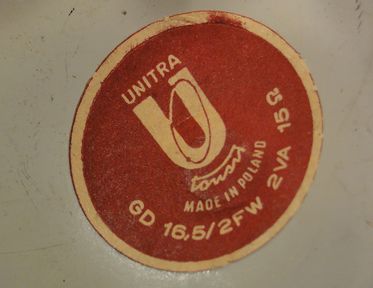 UNITRA
tonsil
MADE IN POLAND
GD 16,5/2FW 2VA 15 Ω